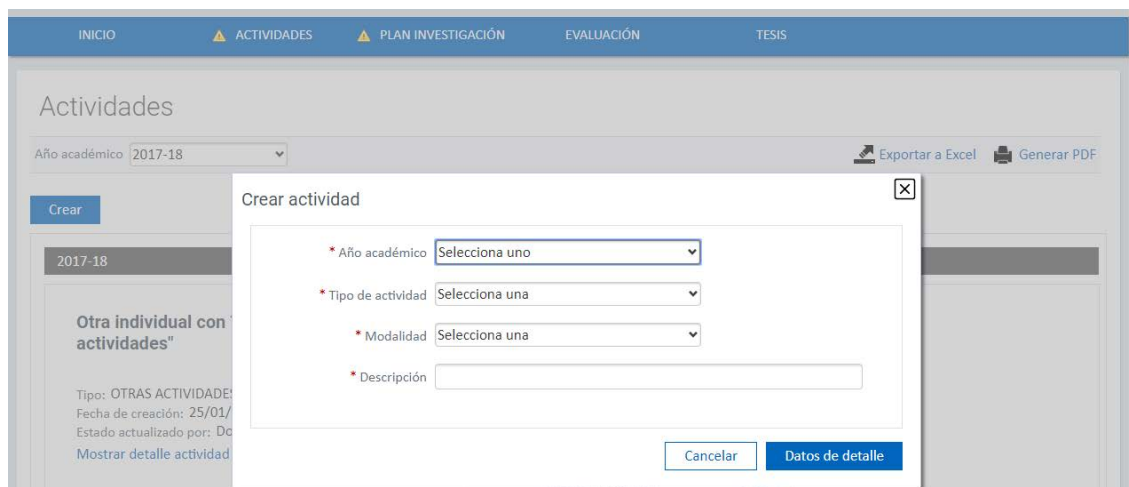 INICIO ACTIVIDADES PLAN INVESTIGACIÓN EVALUACIÓN TESIS
Actividades
Año académico 2017-18 Exportar a Excel Generar PDF
Crear
Crear actividad
* Año académico Selecciona uno
* Tipo de actividad Selecciona una
* Modalidad Selecciona una
* Descripción
Cancelar Datos de detalle
2017-18
Otra individual con
actividades"
Tipo: OTRAS ACTIVIDADES
Fecha de creación: 25/01/
Estado actualizado por: Do
Mostrar detalle actividad